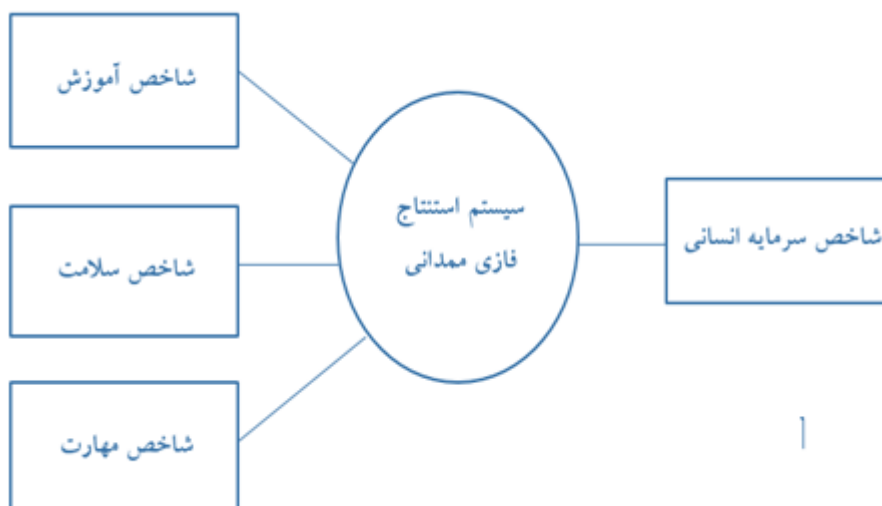 شاخص آموزش
سیستم استنتاج
فازی ممدانی
شاخص سرمایه انسانی
شاخص سلامت
شاخص مهارت